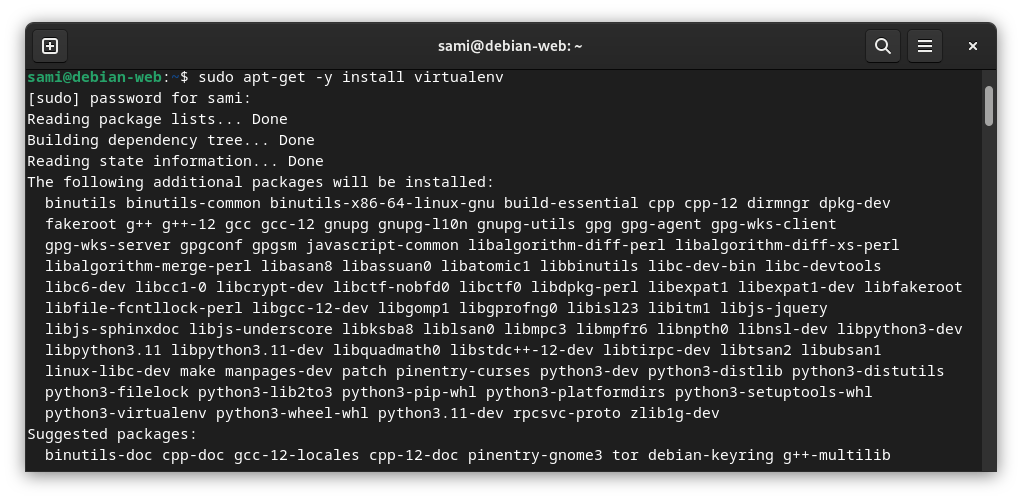 sami@debian-web: ~
sami@debian-web:~$ sudo apt-get -y install virtualenv
[sudo] password for sami:
Reading package lists... Done
Building dependency tree... Done
Reading state information... Done
The following additional packages will be installed:
  binutils binutils-common binutils-x86-64-linux-gnu build-essential cpp cpp-12 dirmngr dpkg-dev
  fakeroot g++ g++-12 gcc gcc-12 gnupg gnupg-l10n gnupg-utils gpg gpg-agent gpg-wks-client
  gpg-wks-server gpgconf gpgsm javascript-common libalgorithm-diff-perl libalgorithm-diff-xs-perl
  libalgorithm-merge-perl libasan8 libassuan0 libatomic1 libbinutils libc-dev-bin libc-devtools
  libc6-dev libcc1-0 libcrypt-dev libctf-nobfd0 libctf0 libdpkg-perl libexpat1 libexpat1-dev libfakeroot
  libfile-fcntllock-perl libgcc-12-dev libgomp1 libgprofng0 libisl23 libitm1 libjs-jquery
  libjs-sphinxdoc libjs-underscore libksba8 liblsan0 libmpc3 libmpfr6 libnpth0 libnsl-dev libpython3-dev
  libpython3.11 libpython3.11-dev libquadmath0 libstdc++-12-dev libtirpc-dev libtsan2 libubsan1
  linux-libc-dev make manpages-dev patch pinentry-curses python3-dev python3-distlib python3-distutils
  python3-filelock python3-lib2to3 python3-pip-whl python3-platformdirs python3-setuptools-whl
  python3-virtualenv python3-wheel-whl python3.11-dev rpcsvc-proto zlib1g-dev
Suggested packages:
  binutils-doc cpp-doc gcc-12-locales cpp-12-doc pinentry-gnome3 tor debian-keyring g++-multilib